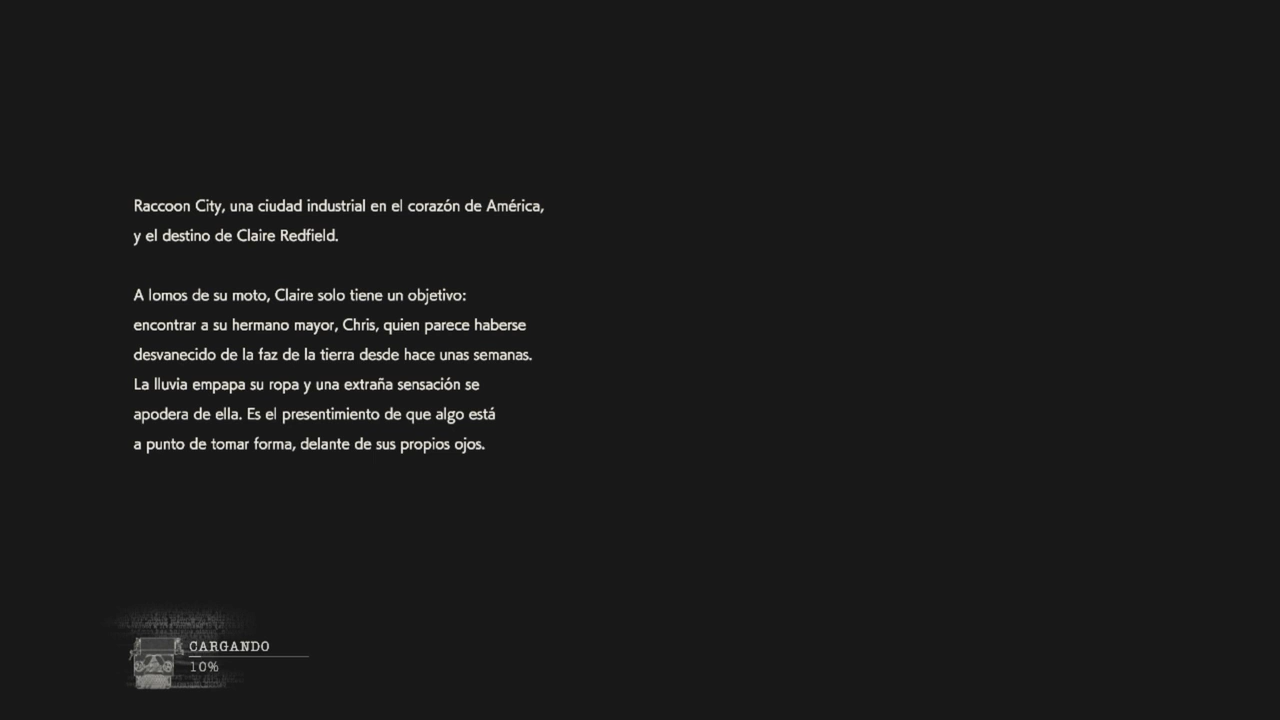 Raccoon City, una ciudad industrial en el corazón de América,
y el destino de Claire Redfield.
A lomos de su moto, Claire solo tiene un objetivo:
encontrar a su hermano mayor, Chris, quien parece haberse
desvanecido de la faz de la tierra desde hace unas semanas.
La lluvia empapa su ropa y una extraña sensación se
apodera de ella. Es el presentimiento de que algo está
a punto de tomar forma, delante de sus propios ojos.
CARGANDO
10%